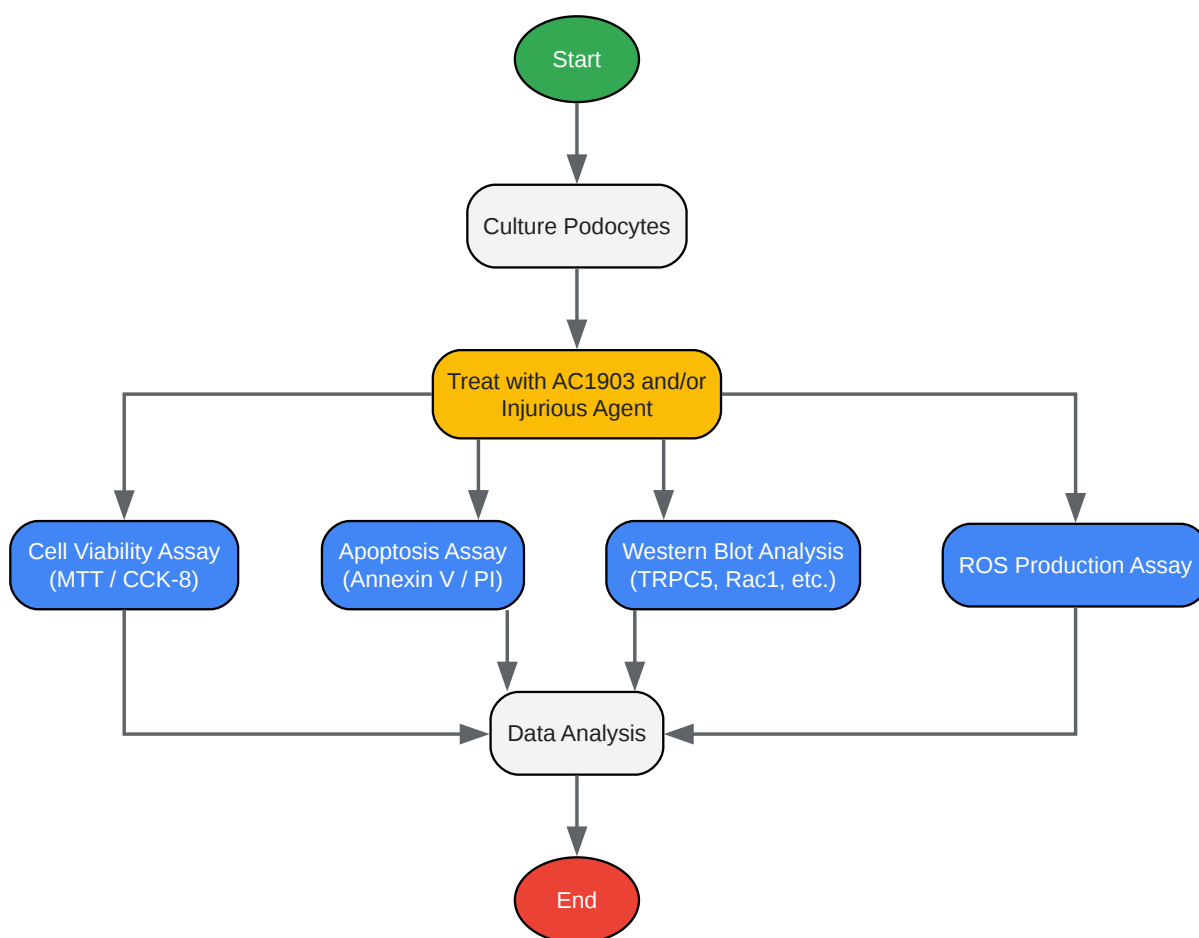 Start
Culture Podocytes
Treat with AC1903 and/or
Injurious Agent
Cell Viability Assay
(MTT / CCK-8)
Apoptosis Assay
(Annexin V / PI)
Western Blot Analysis
(TRPC5, Rac1, etc.)
ROS Production Assay
Data Analysis
End